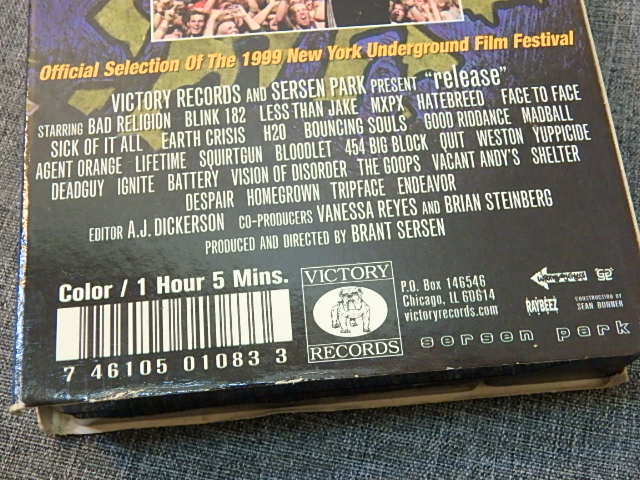 Official Selection Of The 1999 New York Underground Film Festival
VICTORY RECORDS AND SERSEN PARK PRESENT "release"
STARRING BAD RELIGION BLINK 182 LESS THAN JAKE MXPX HATEBREED FACE TO FACE
SICK OF IT ALL EARTH CRISIS H2O BOUNCING SOULS GOOD RIDDANCE MADBALL
AGENT ORANGE LIFETIME SQUIRTGUN BLOODLET 454 BIG BLOCK QUIT WESTON YUPPICIDE
DEADGUY IGNITE BATTERY VISION OF DISORDER THE GOOPS VACANT ANDY'S SHELTER
DESPAIR HOMEGROWN TRIPFACE ENDEAVOR
EDITOR A.J. DICKERSON CO-PRODUCERS VANESSA REYES AND BRIAN STEINBERG
PRODUCED AND DIRECTED BY BRANT SERSEN
Color / 1 Hour 5 Mins.
7 46105 01083 3
VICTORY
RECORDS
P.O. Box 146546
Chicago, IL 60614
victoryrecords.com
RAYBEEZ
CONSTRUCTION BY
SEAN BONNER
sersen park